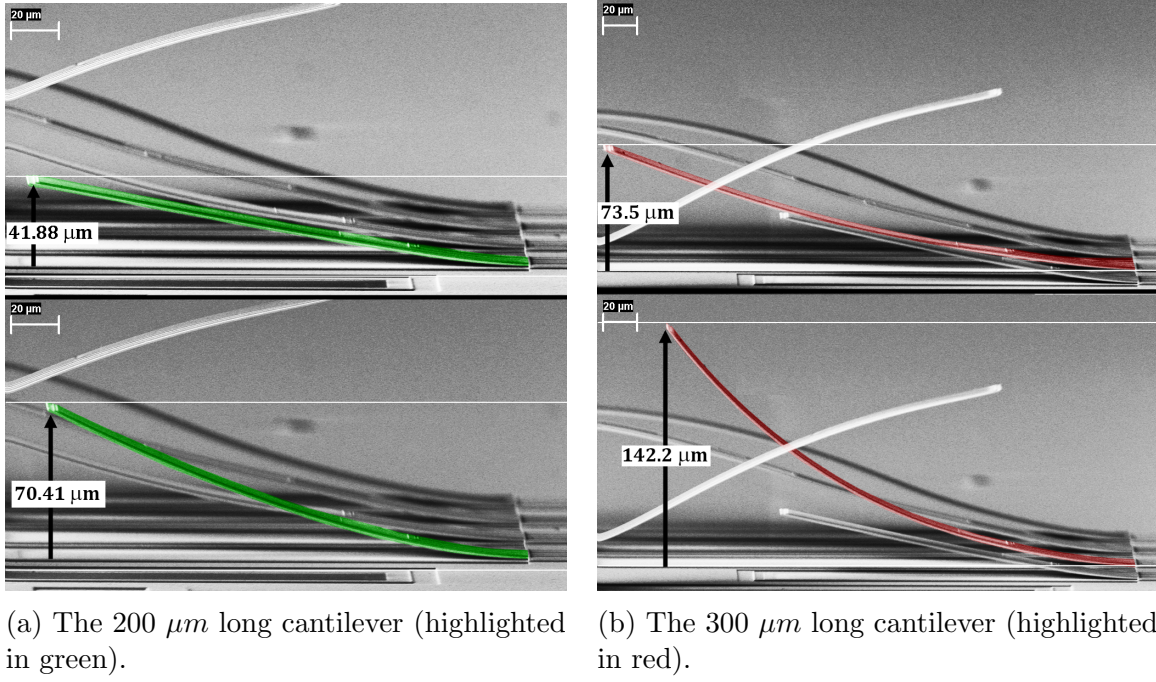 20 µm
41.88 µm
20 µm
70.41 µm
20 µm
73.5 µm
20 µm
142.2 µm
(a) The 200 µm long cantilever (highlighted
in green).
(b) The 300 µm long cantilever (highlighted
in red).